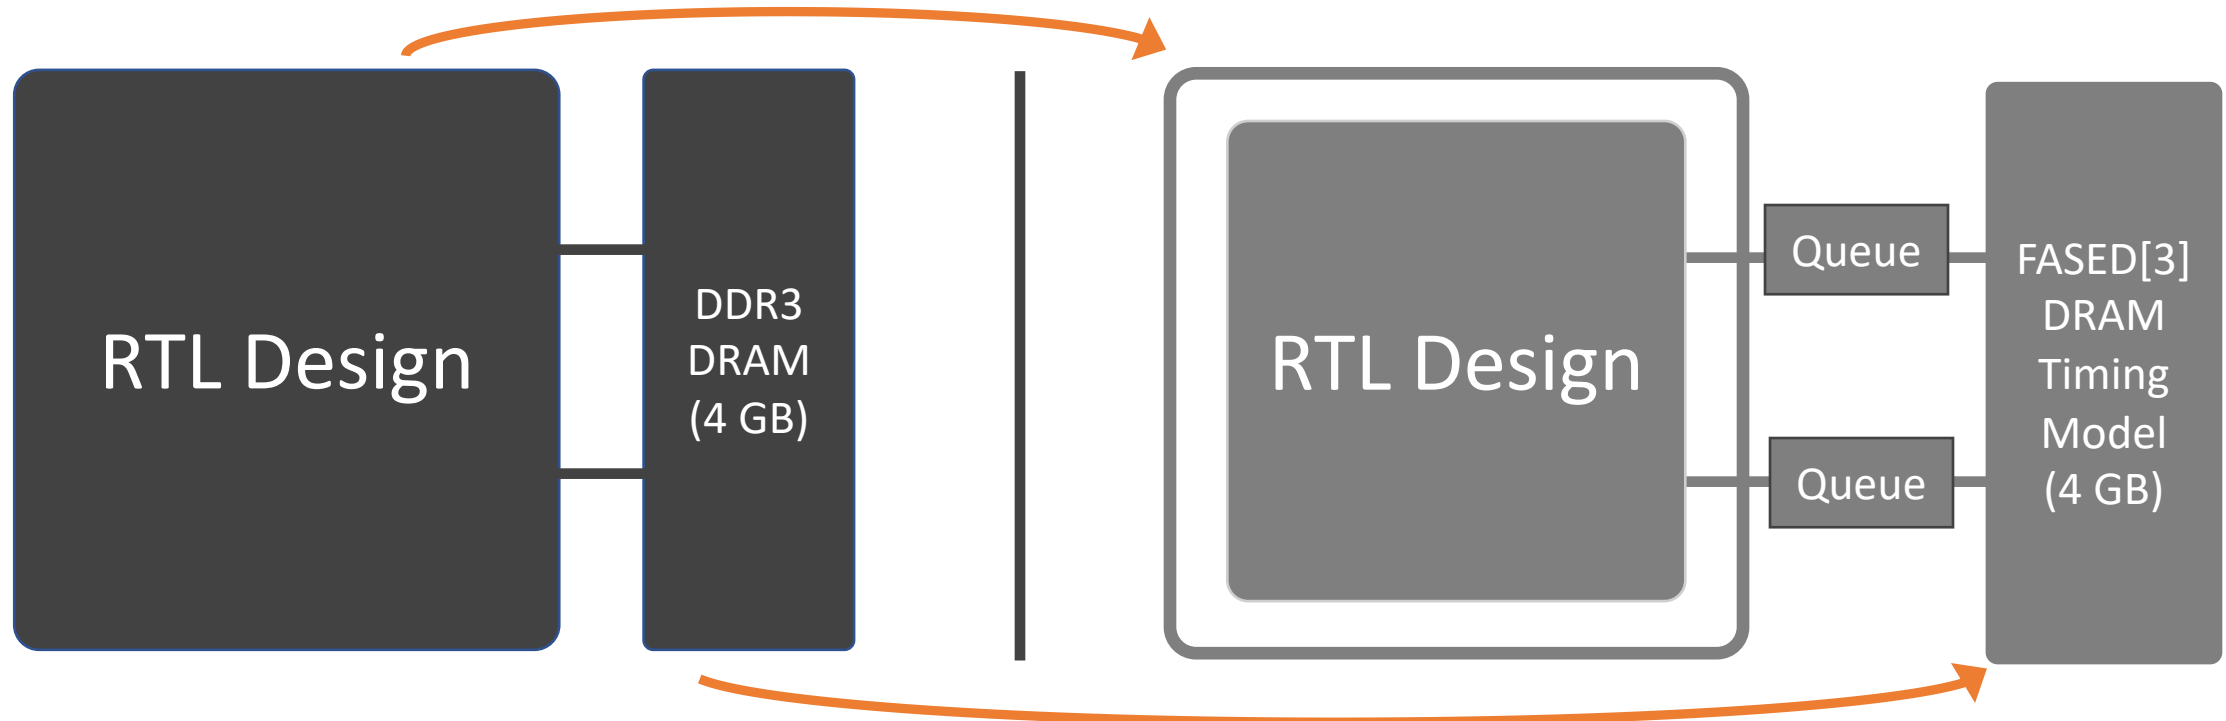 RTL Design
DDR3
DRAM
(4 GB)
RTL Design
Queue
Queue
FASED[3]
DRAM
Timing
Model
(4 GB)